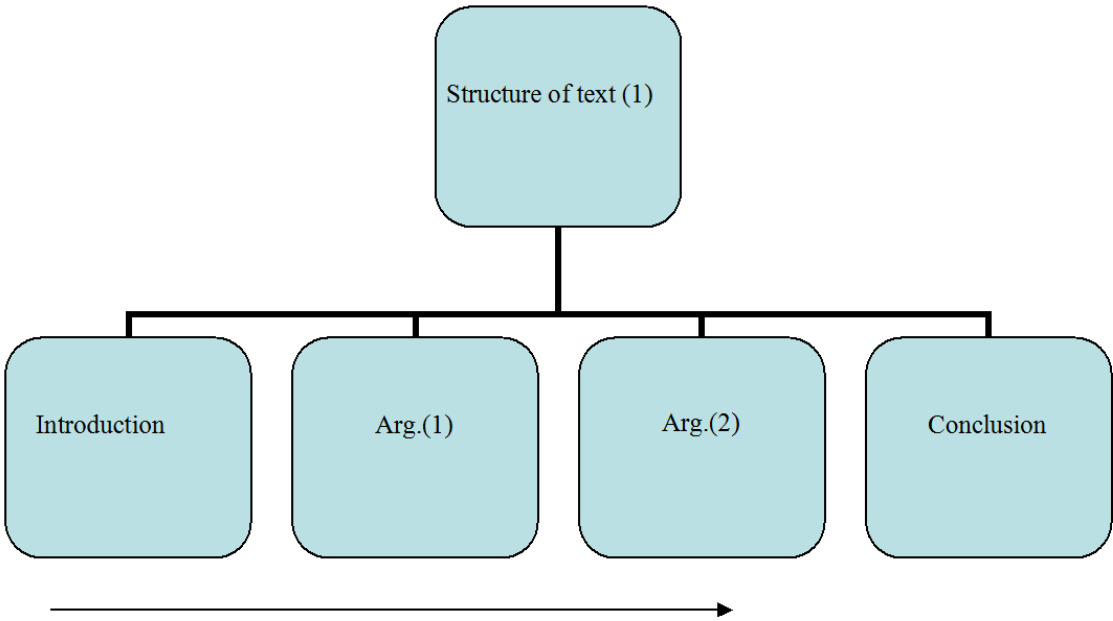 Structure of text (1)
Introduction
Arg.(1)
Arg.(2)
Conclusion